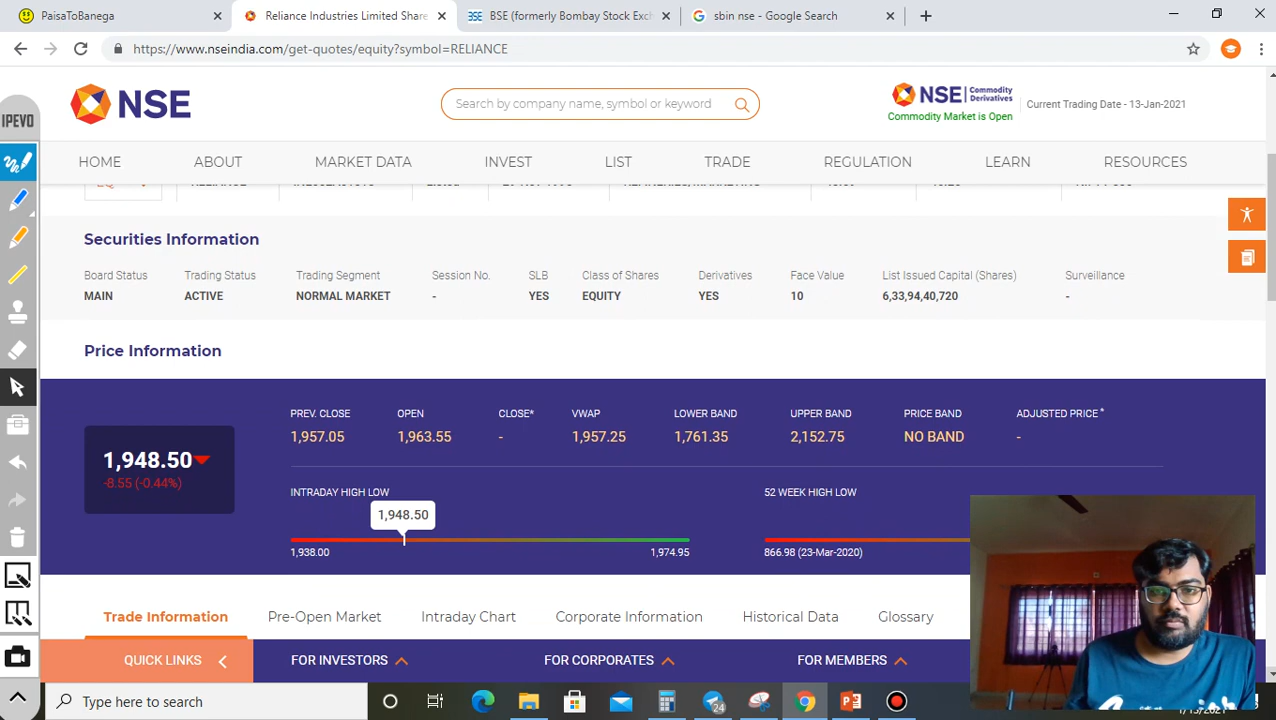 PaisaToBanega
Reliance Industries Limited Share
BSE (formerly Bombay Stock Exc
sbin nse - Google Search
https://www.nseindia.com/get-quotes/equity?symbol=RELIANCE
IPEVO
NSE
Search by company name, symbol or keyword
NSE Commodity Derivatives
Commodity Market is Open
Current Trading Date - 13-Jan-2021
HOME ABOUT MARKET DATA INVEST LIST TRADE REGULATION LEARN RESOURCES
Securities Information
Board Status Trading Status Trading Segment Session No. SLB Class of Shares Derivatives Face Value List Issued Capital (Shares) Surveillance
MAIN ACTIVE NORMAL MARKET - YES EQUITY YES 10 6,33,94,40,720 -
Price Information
PREV. CLOSE OPEN CLOSE* VWAP LOWER BAND UPPER BAND PRICE BAND ADJUSTED PRICE*
1,957.05 1,963.55 - 1,957.25 1,761.35 2,152.75 NO BAND -
1,948.50
-8.55 (-0.44%)
INTRADAY HIGH LOW
52 WEEK HIGH LOW
1,948.50
1,938.00 1,974.95
866.98 (23-Mar-2020)
Trade Information Pre-Open Market Intraday Chart Corporate Information Historical Data Glossary
QUICK LINKS FOR INVESTORS FOR CORPORATES FOR MEMBERS
Type here to search
24